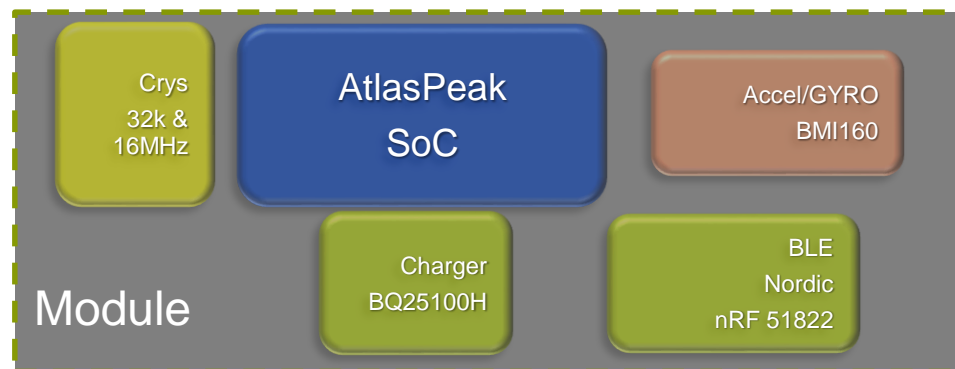 Crys
32k &
16MHz
AtlasPeak
SoC
Accel/GYRO
BMI160
Charger
BQ25100H
BLE
Nordic
nRF 51822
Module